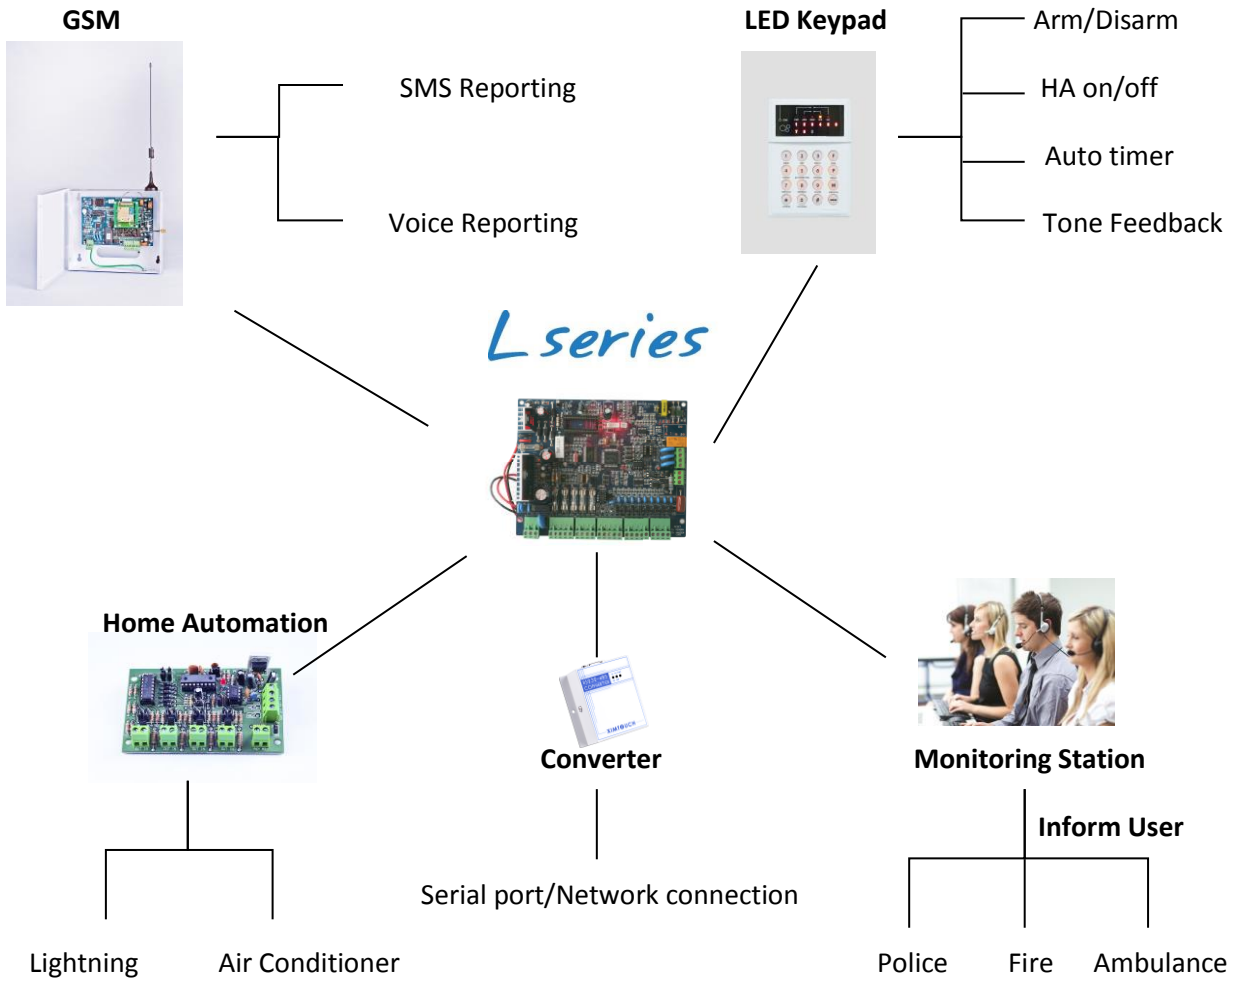 GSM
LED Keypad
Arm/Disarm
SMS Reporting
HA on/off
Auto timer
Voice Reporting
Tone Feedback
L series
Home Automation
XIMTOUCH
Converter
Monitoring Station
Inform User
Serial port/Network connection
Lightning
Air Conditioner
Police
Fire
Ambulance